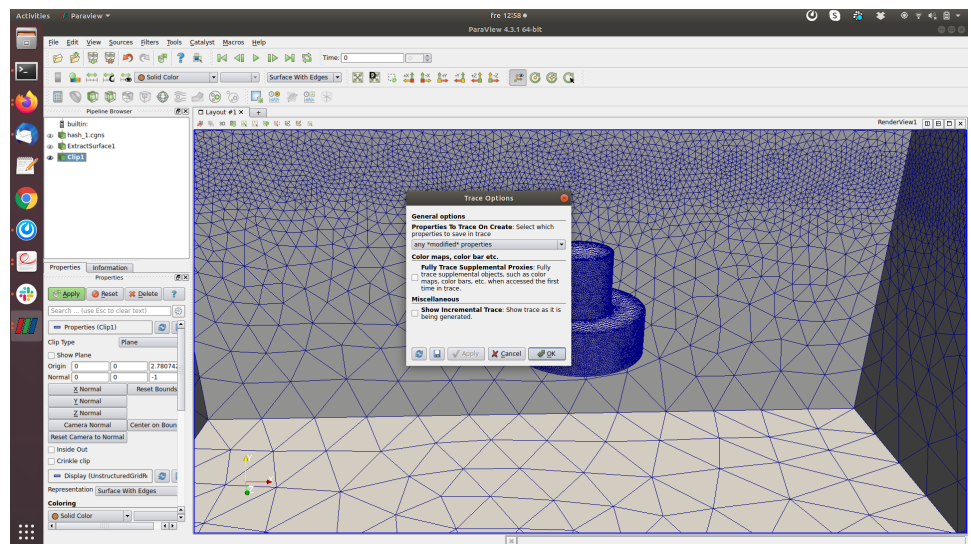 Activities
Paraview
fre 12:58
ParaView 4.3.1 64-bit
File Edit View Sources Filters Tools Catalyst Macros Help
Time: 0
Solid Color
Surface With Edges
Pipeline Browser
Layout #1
builtin:
hash_1.cgns
ExtractSurface1
Clip1
3D
RenderView1
Trace Options
General options
Properties To Trace On Create: Select which
properties to save in trace
any *modified* properties
Color maps, color bar etc.
Fully Trace Supplemental Proxies: Fully
trace supplemental objects, such as color
maps, color bars, etc. when accessed the first
time in trace.
Miscellaneous
Show Incremental Trace: Show trace as it is
being generated.
Apply Cancel OK
Properties Information
Properties
Apply Reset Delete ?
Search ... (use Esc to clear text)
Properties (Clip1)
Clip Type Plane
Show Plane
Origin 0 0 2.780742
Normal 0 0 -1
X Normal Reset Bounds
Y Normal
Z Normal
Camera Normal Center on Boun
Reset Camera to Normal
Inside Out
Crinkle clip
Display (UnstructuredGridR
Representation Surface With Edges
Coloring
Solid Color